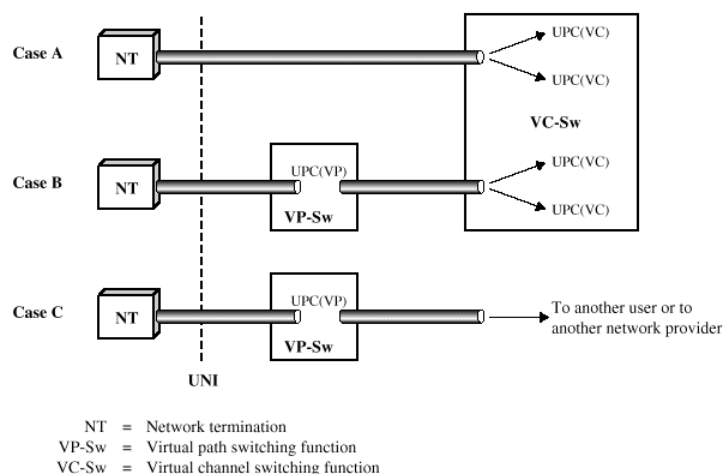 UPC(VC)
Case A
NT
UPC(VC)
VC-Sw
UPC(VC)
UPC(VP)
Case B
NT
UPC(VC)
VP-Sw
UPC(VP)
To another user or to
another network provider
Case C
NT
VP-Sw
UNI
NT = Network termination
VP-Sw = Virtual path switching function
VC-Sw = Virtual channel switching function